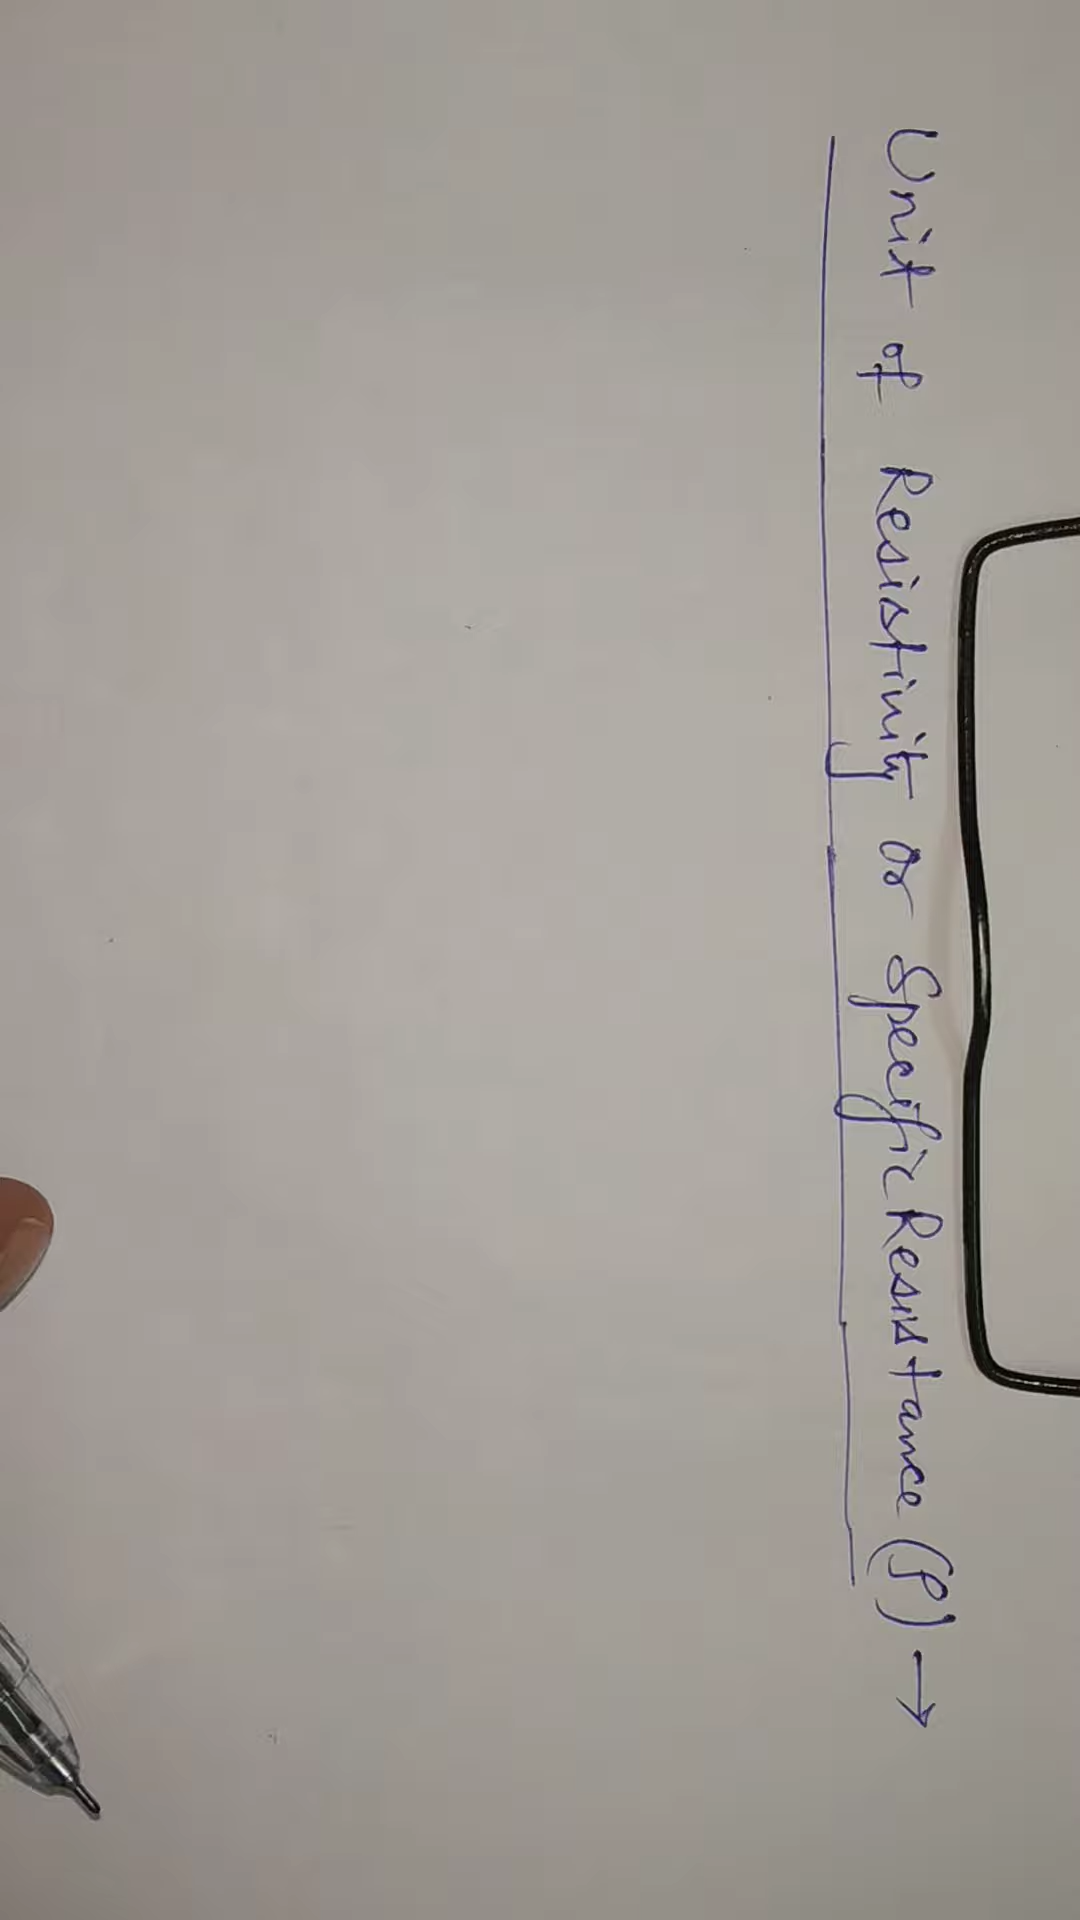 Unit of Resistivity or Specific Resistance (ρ) →